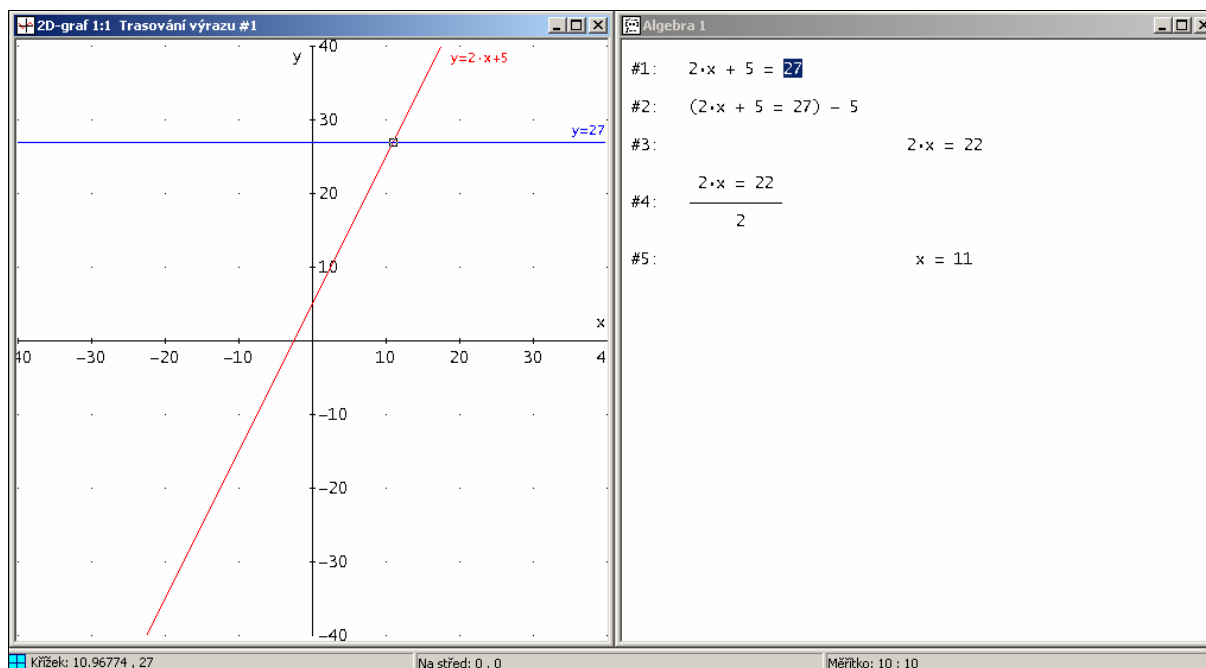 2D-graf 1:1 Trasování výrazu #1
y
40
y=2·x+5
30
y=27
20
10
x
40 -30 -20 -10 10 20 30 4
-10
-20
-30
-40
Křížek: 10.96774 , 27
Na střed: 0 , 0
Měřítko: 10 : 10
Algebra 1
#1: 2·x + 5 = 27
#2: (2·x + 5 = 27) - 5
#3: 2·x = 22
#4: 2·x = 22
2
#5: x = 11